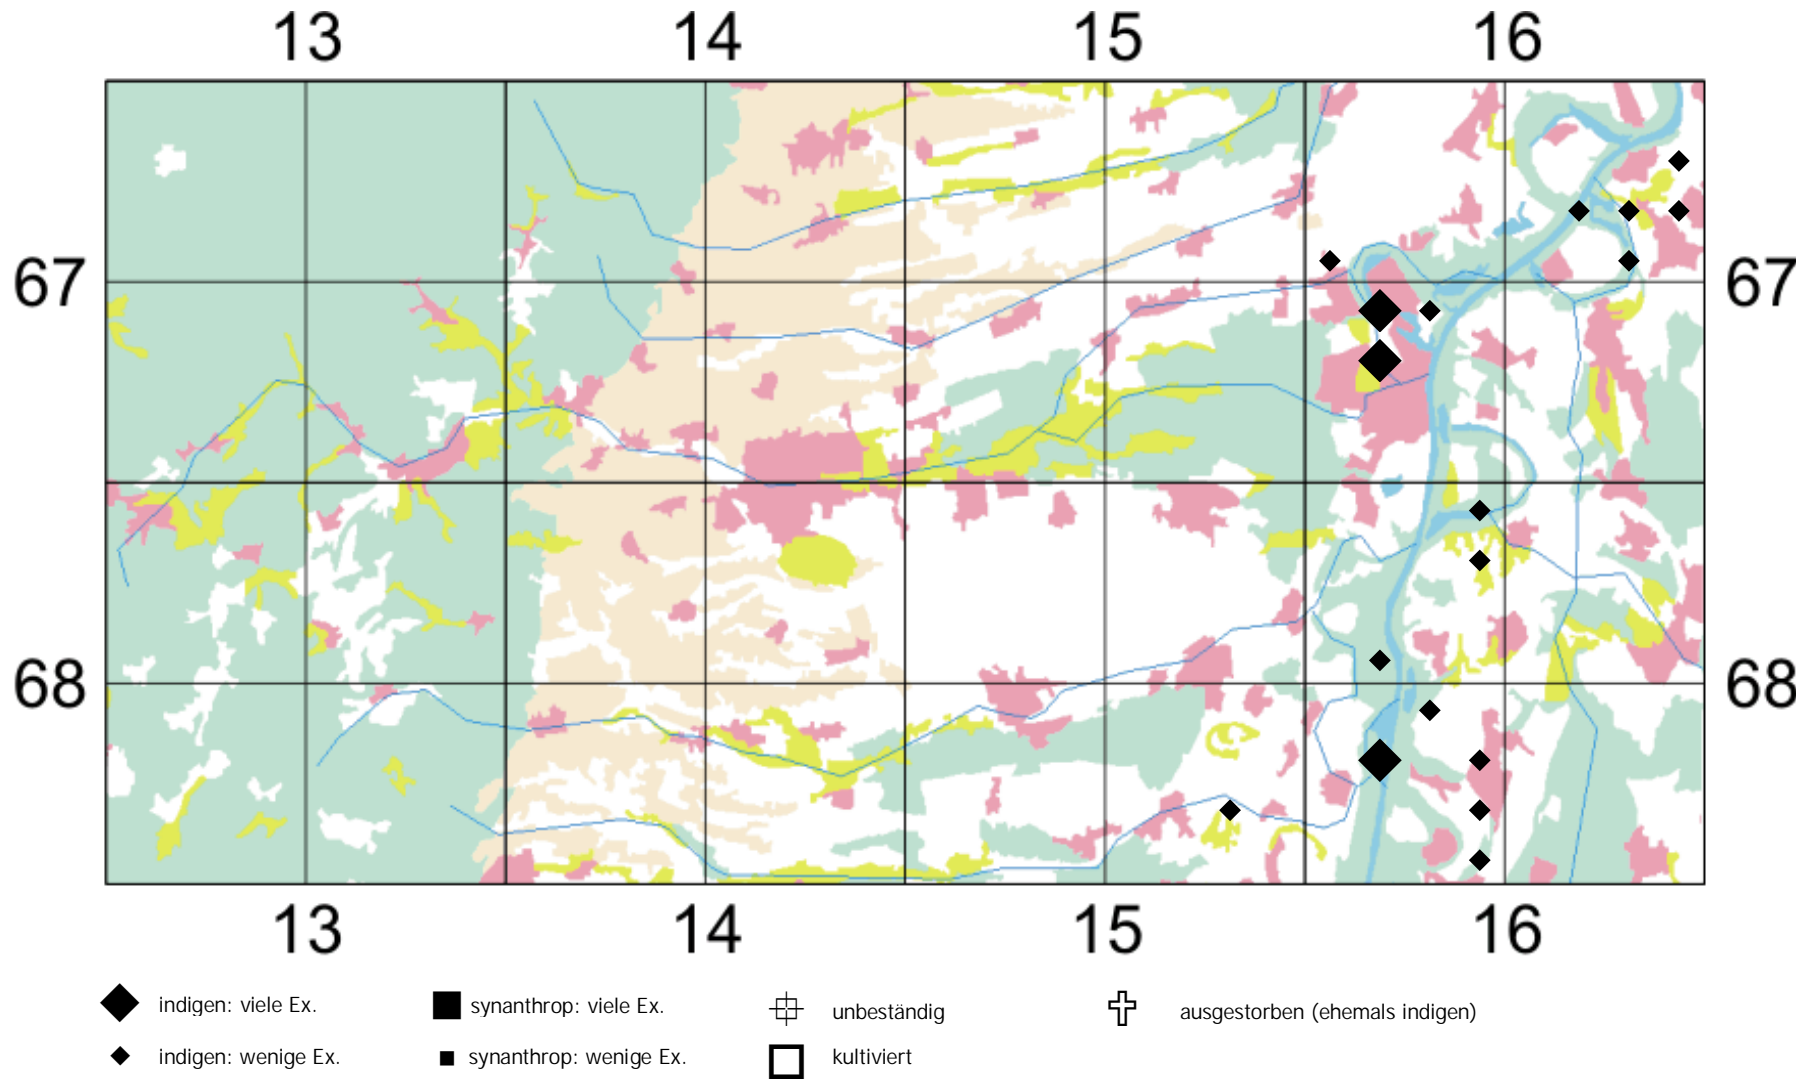 13 14 15 16
67 67
68 68
13 14 15 16
indigen: viele Ex. synanthrop: viele Ex. unbeständig ausgestorben (ehemals indigen)
indigen: wenige Ex. synanthrop: wenige Ex. kultiviert